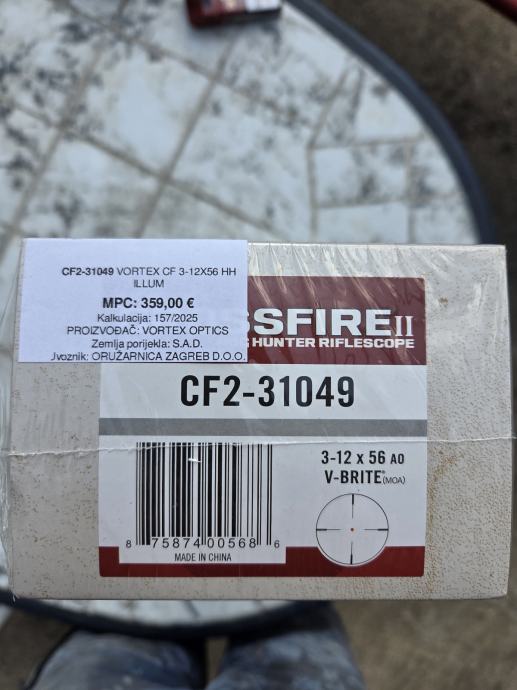 CF2-31049 VORTEX CF 3-12X56 HH
ILLUM
MPC: 359,00 €
Kalkulacija: 157/2025
PROIZVOĐAČ: VORTEX OPTICS
Zemlja porijekla: S.A.D.
Jvoznik: ORUŽARNICA ZAGREB D.O.O.
SSFIRE II
HUNTER RIFLESCOPE
CF2-31049
3-12 x 56 AO
V-BRITE® (MOA)
8 75874 00568 6
MADE IN CHINA